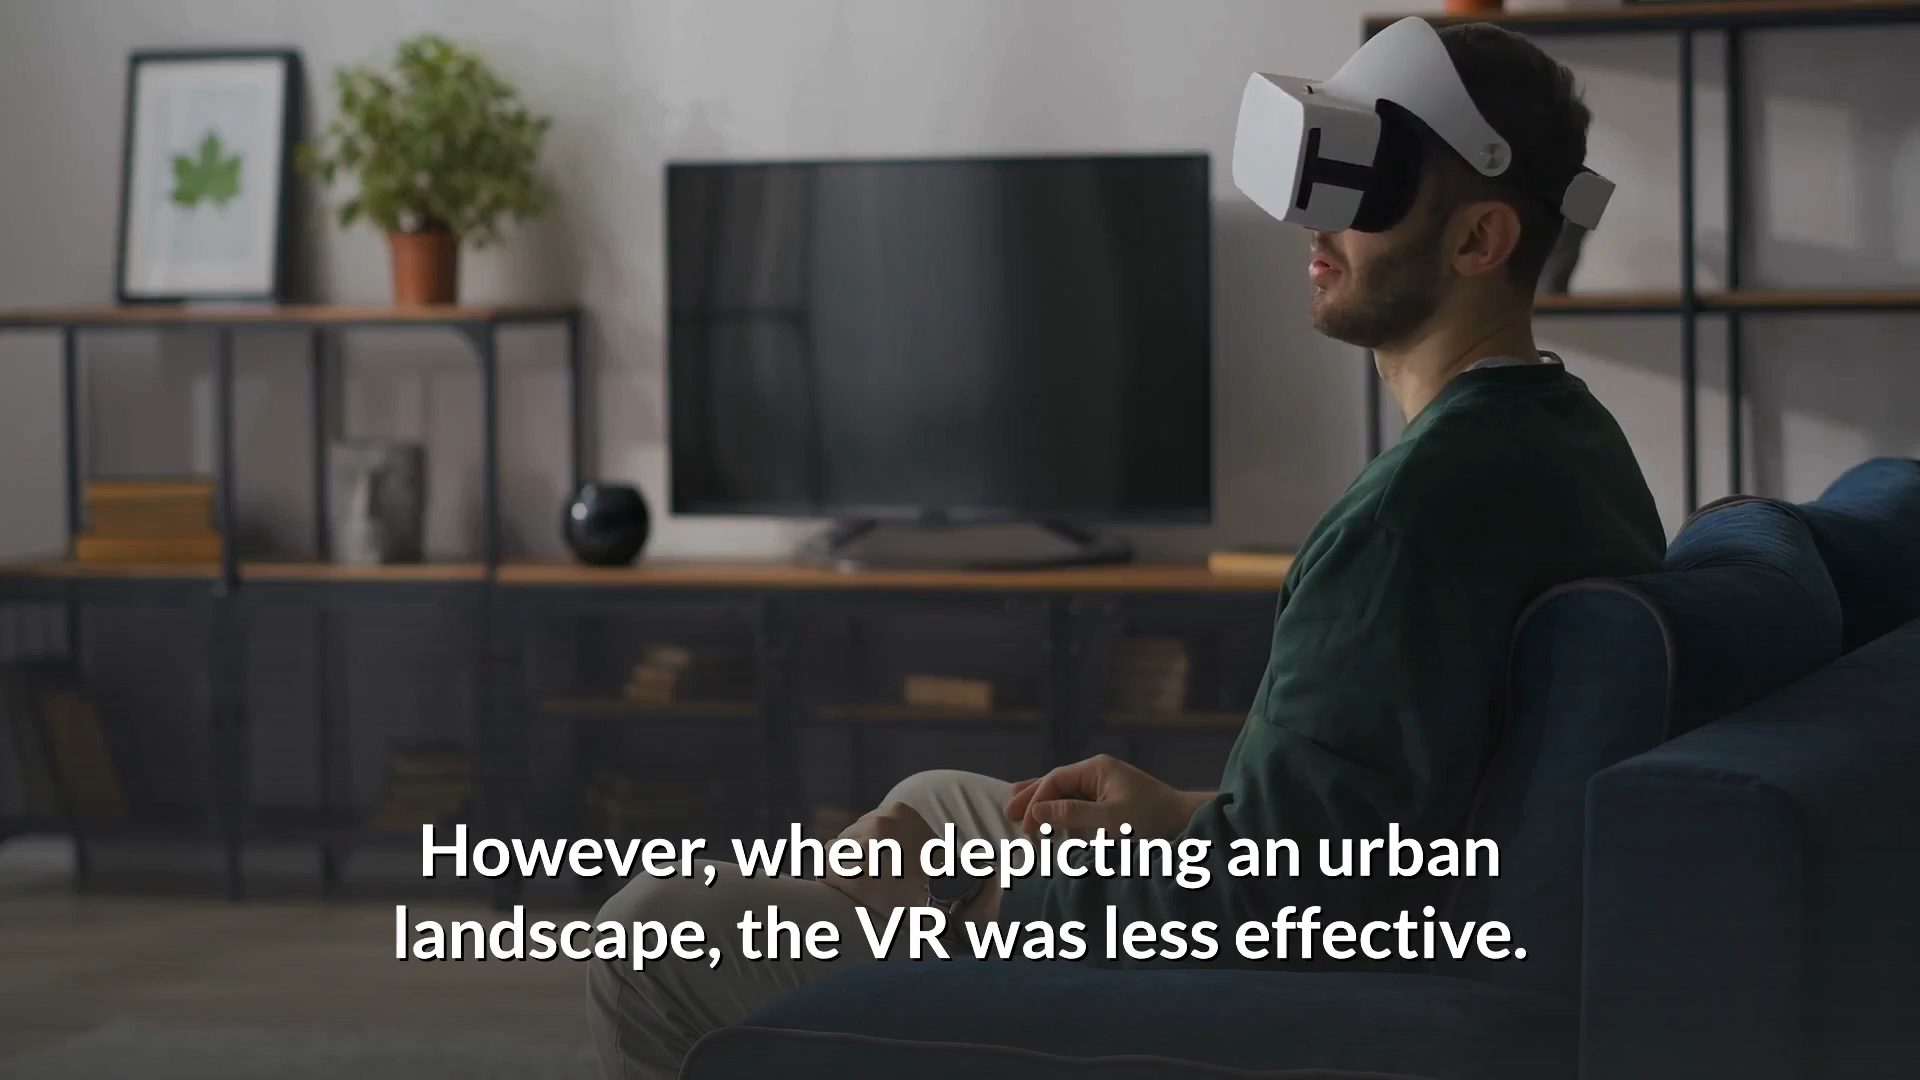 However, when depicting an urban
landscape, the VR was less effective.